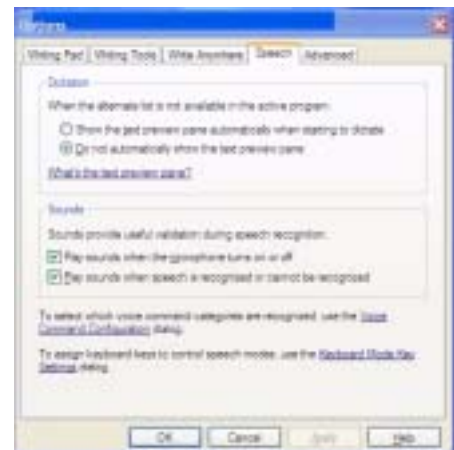 Options
Writing Pad Writing Tools Write Anywhere Speech Advanced
Dictation
When the alternate list is not available in the active program:
Show the text preview pane automatically when starting to dictate
Do not automatically show the text preview pane
What's the text preview pane?
Sounds
Sounds provide useful validation during speech recognition.
Play sounds when the microphone turns on or off
Play sounds when speech is recognized or cannot be recognized
To select which voice command categories are recognized, use the Voice
Command Configuration dialog.
To assign keyboard keys to control speech modes, use the Keyboard Mode Key
Settings dialog.
OK Cancel Apply Help